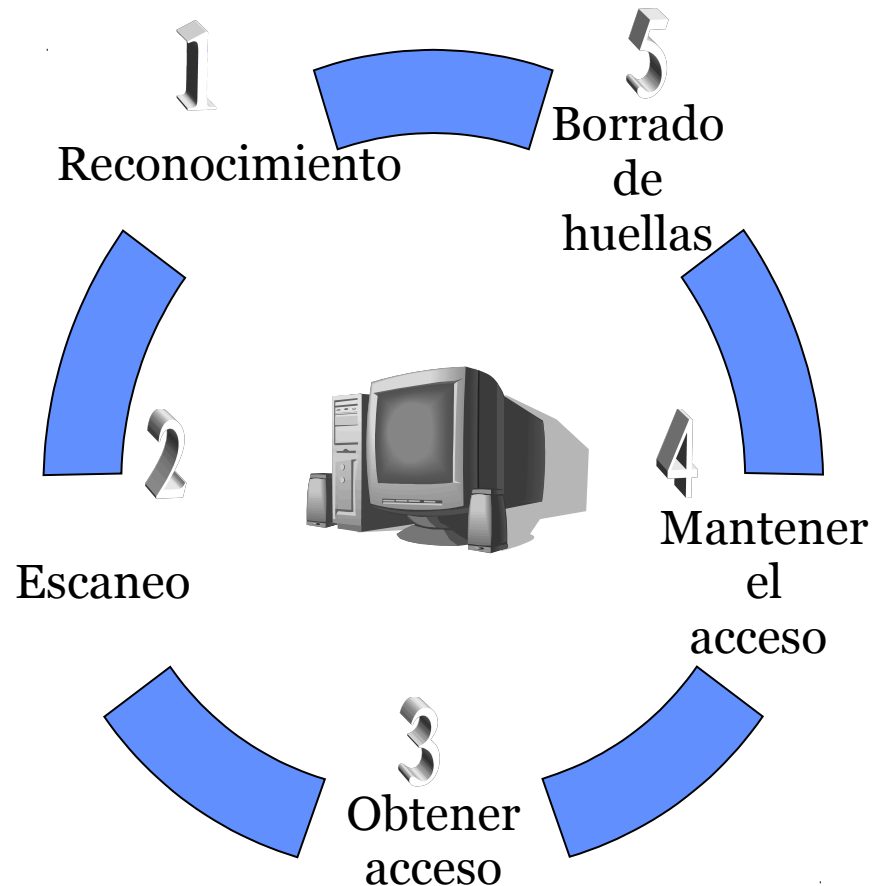 1
Reconocimiento
2
Escaneo
3
Obtener
acceso
4
Mantener
el
acceso
5
Borrado
de
huellas